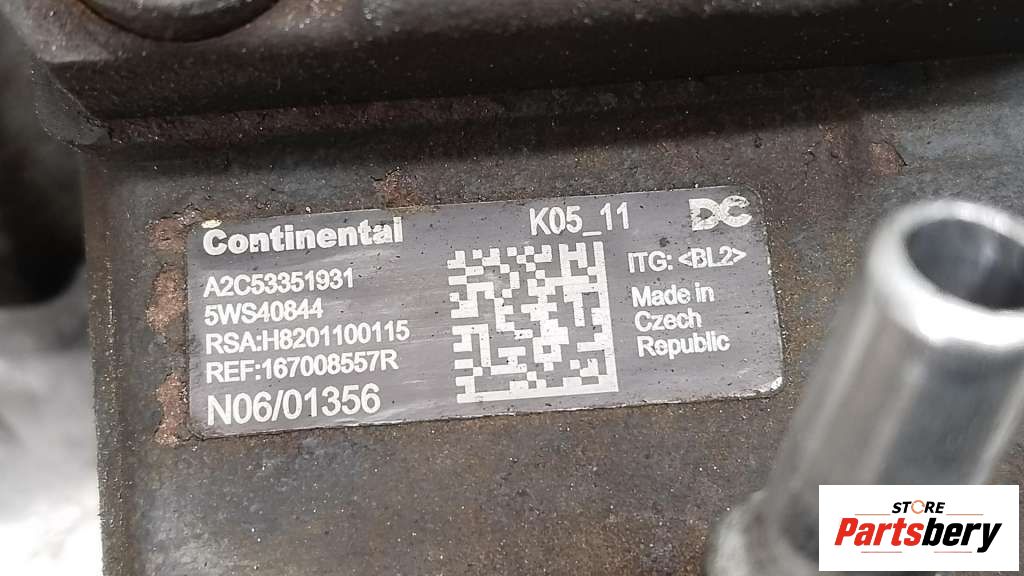 Continental K05_11 DC
A2C53351931
5WS40844
RSA:H8201100115
REF:167008557R
N06/01356
ITG: <BL2>
Made in
Czech
Republic
STORE
Partsbery